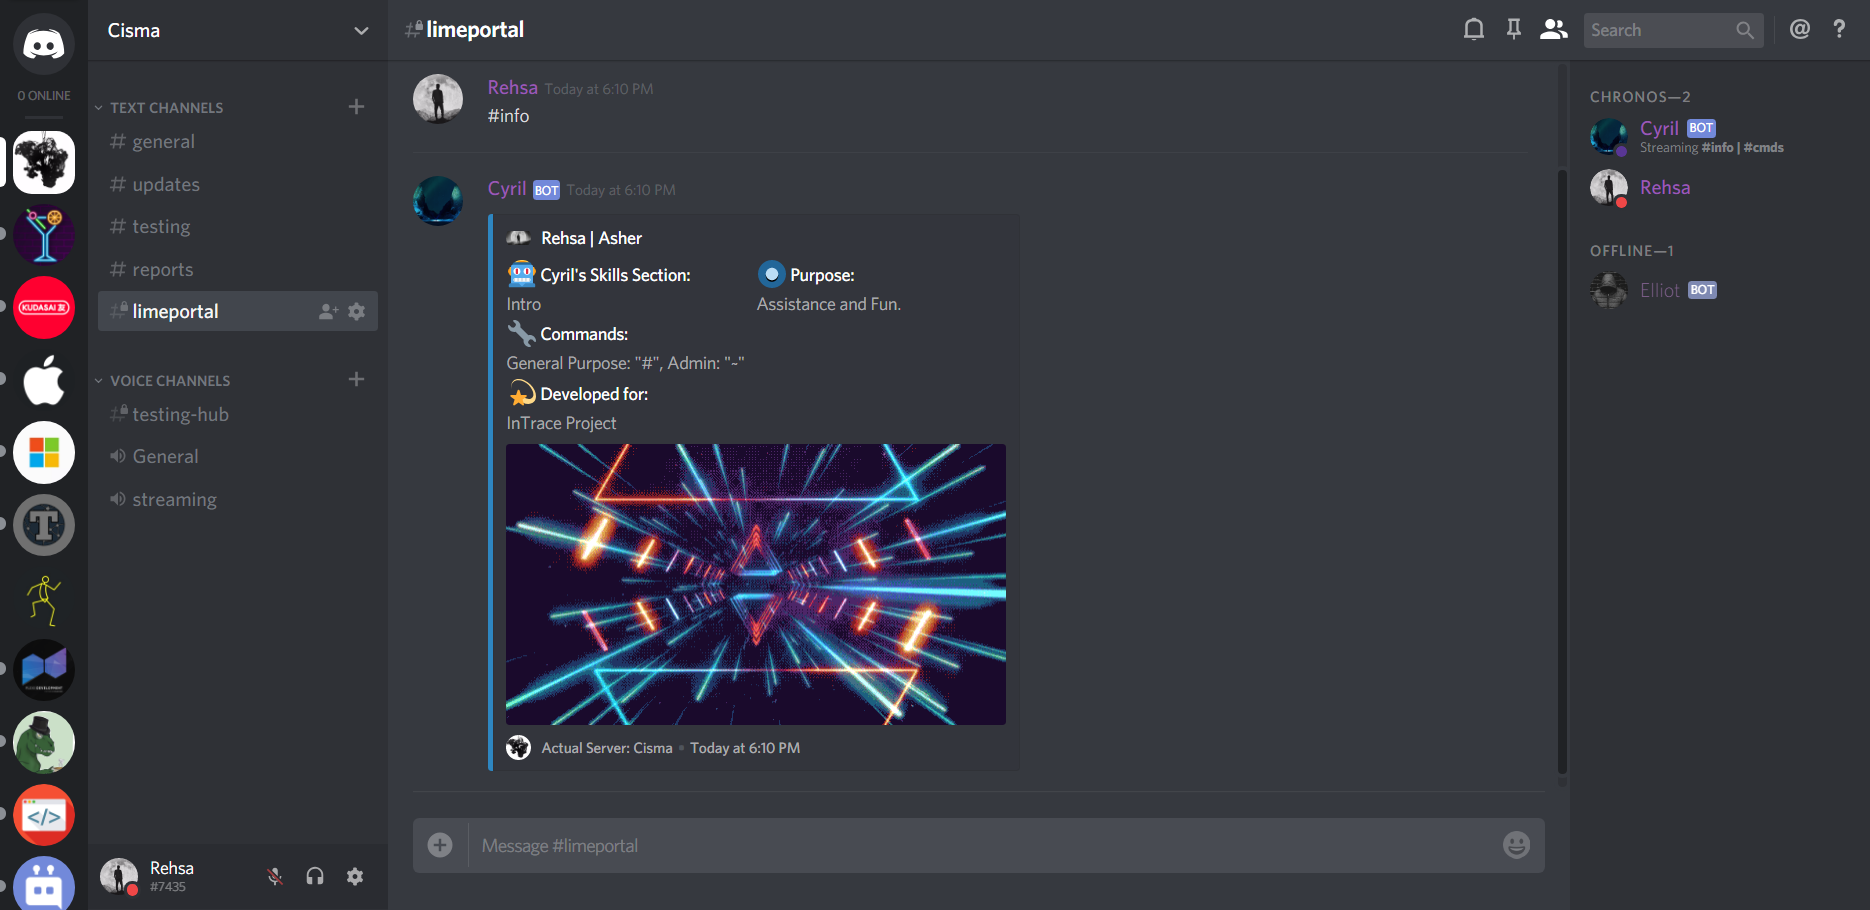 0 ONLINE
KUDASAI
T
</>
Cisma
TEXT CHANNELS
# general
# updates
# testing
# reports
# limeportal
VOICE CHANNELS
# testing-hub
General
streaming
Rehsa
#7435
# limeportal
Search
@ ?
Rehsa Today at 6:10 PM
#info
Cyril BOT Today at 6:10 PM
Rehsa | Asher
Cyril's Skills Section:
Intro
Purpose:
Assistance and Fun.
Commands:
General Purpose: "#", Admin: "~"
Developed for:
InTrace Project
Actual Server: Cisma • Today at 6:10 PM
Message #limeportal
CHRONOS—2
Cyril BOT
Streaming #info | #cmds
Rehsa
OFFLINE—1
Elliot BOT